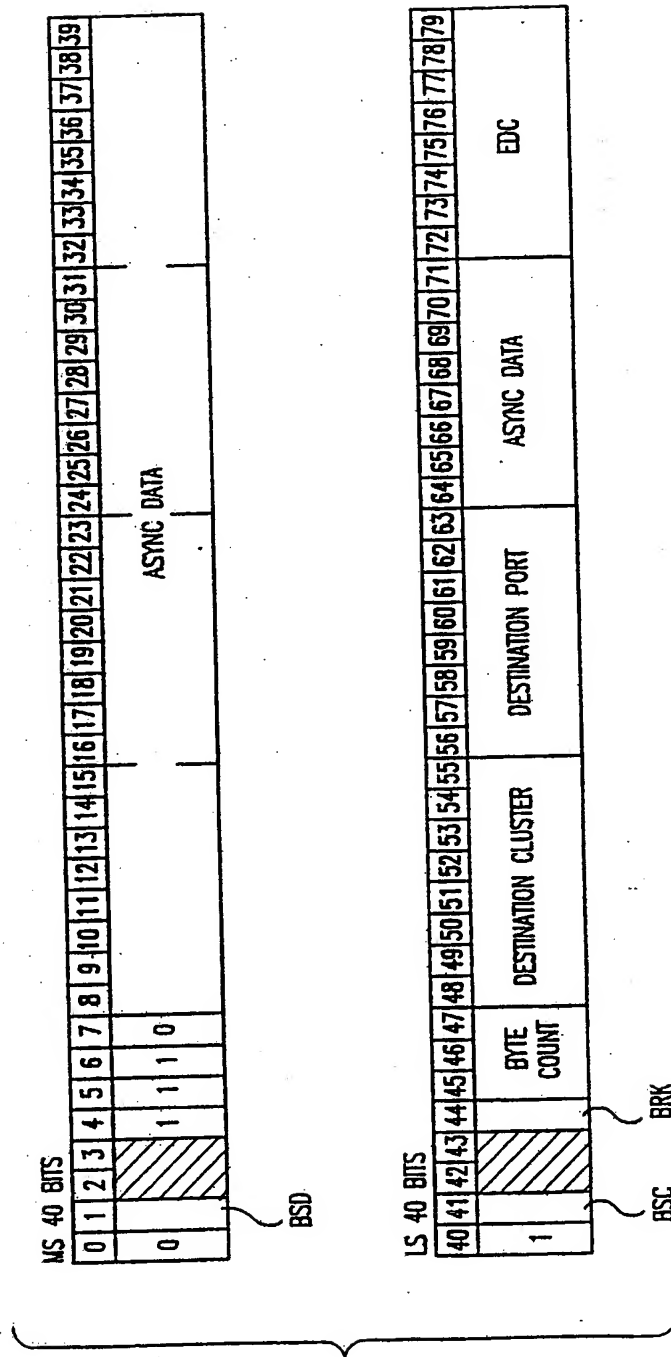 MS 40 BITS
0 1 2 3 4 5 6 7 8 9 10 11 12 13 14 15 16 17 18 19 20 21 22 23 24 25 26 27 28 29 30 31 32 33 34 35 36 37 38 39
0 1 1 1 0 ASYNC DATA
BSD
LS 40 BITS
40 41 42 43 44 45 46 47 48 49 50 51 52 53 54 55 56 57 58 59 60 61 62 63 64 65 66 67 68 69 70 71 72 73 74 75 76 77 78 79
1 BYTE COUNT DESTINATION CLUSTER DESTINATION PORT ASYNC DATA EDC
BSC BRK